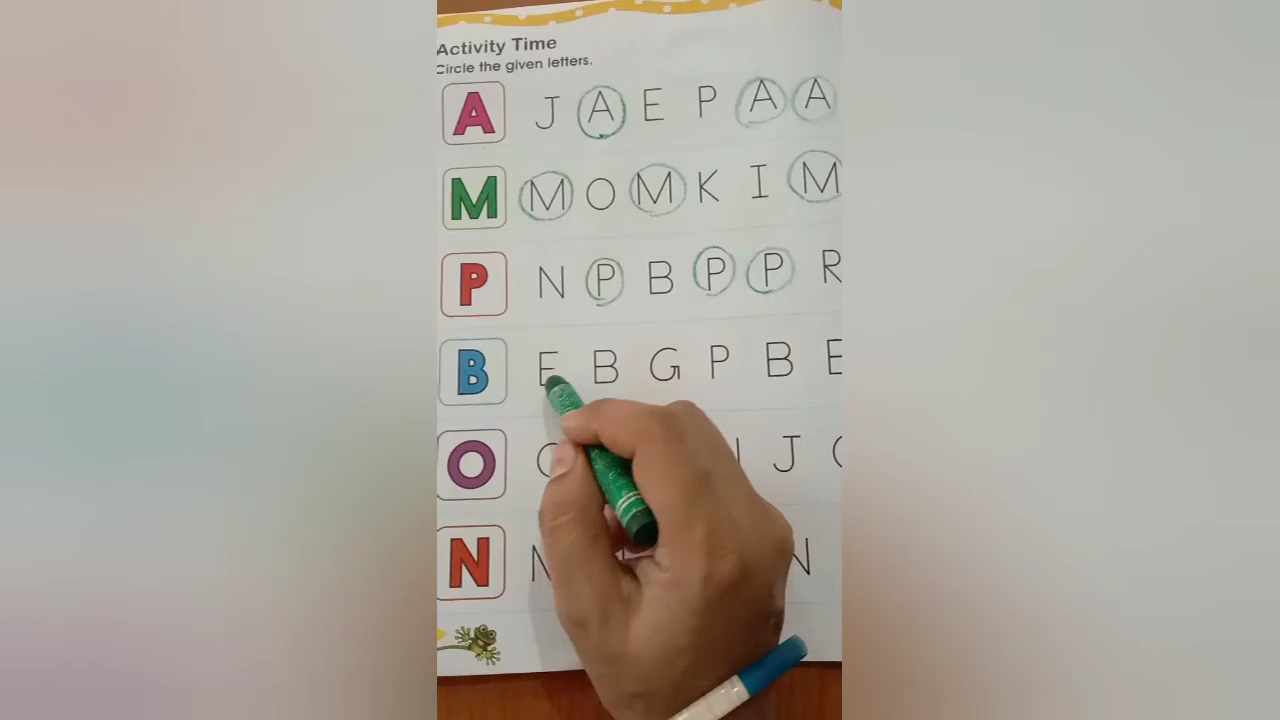 Activity Time
Circle the given letters.
A J A E P A A
M M O M K I M
P N P B P P R
B E B G P B
O J
N N